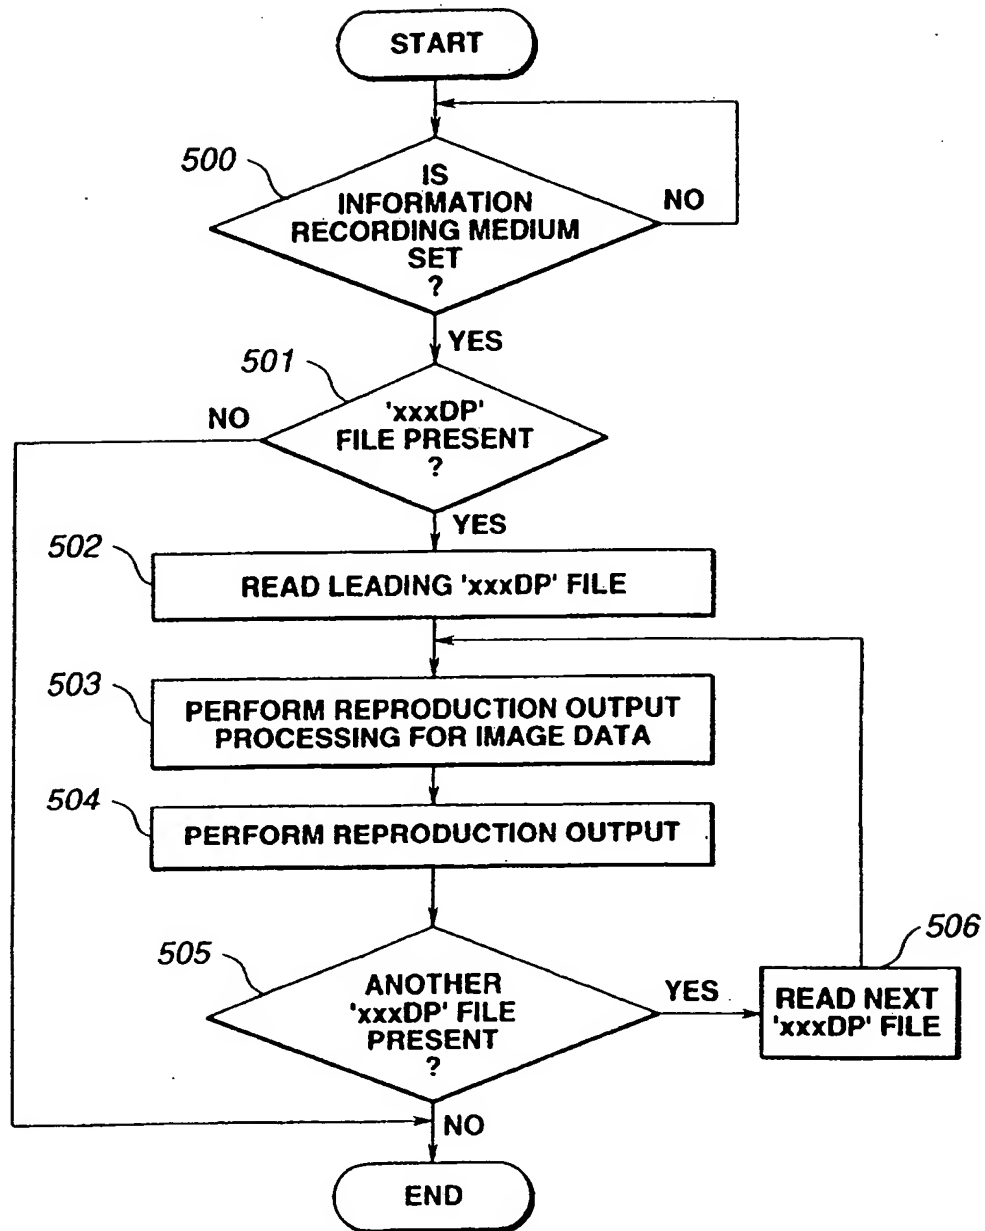 START
500
IS
INFORMATION
RECORDING MEDIUM
SET
?
NO
YES
501
'xxxDP'
FILE PRESENT
?
NO
YES
502
READ LEADING 'xxxDP' FILE
503
PERFORM REPRODUCTION OUTPUT
PROCESSING FOR IMAGE DATA
504
PERFORM REPRODUCTION OUTPUT
505
ANOTHER
'xxxDP' FILE
PRESENT
?
YES
506
READ NEXT
'xxxDP' FILE
NO
END